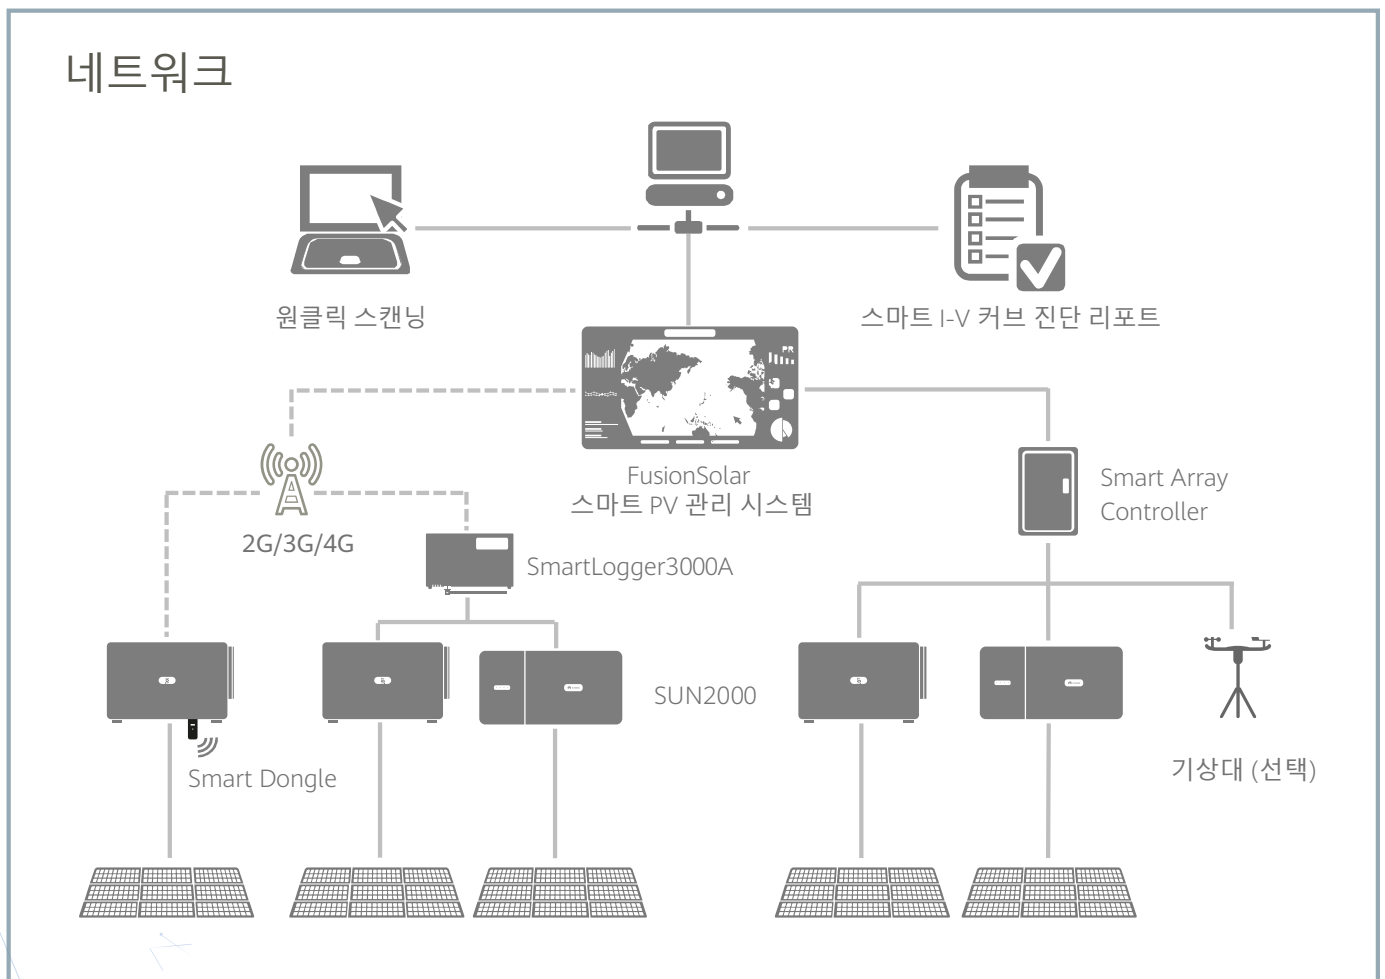 네트워크
원클릭 스캔닝
스마트 I-V 커브 진단 리포트
PR
FusionSolar
스마트 PV 관리 시스템
Smart Array
Controller
2G/3G/4G
SmartLogger3000A
SUN2000
Smart Dongle
기상대 (선택)